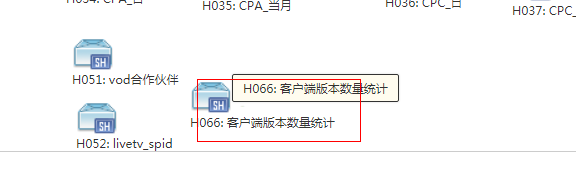 H035: CPA_当月
H036: CPC_日
H037: CPC_
H051: vod合作伙伴
H066: 客户端版本数量统计
H066: 客户端版本数量统计
H052: livetv_spid
SH
SH
SH